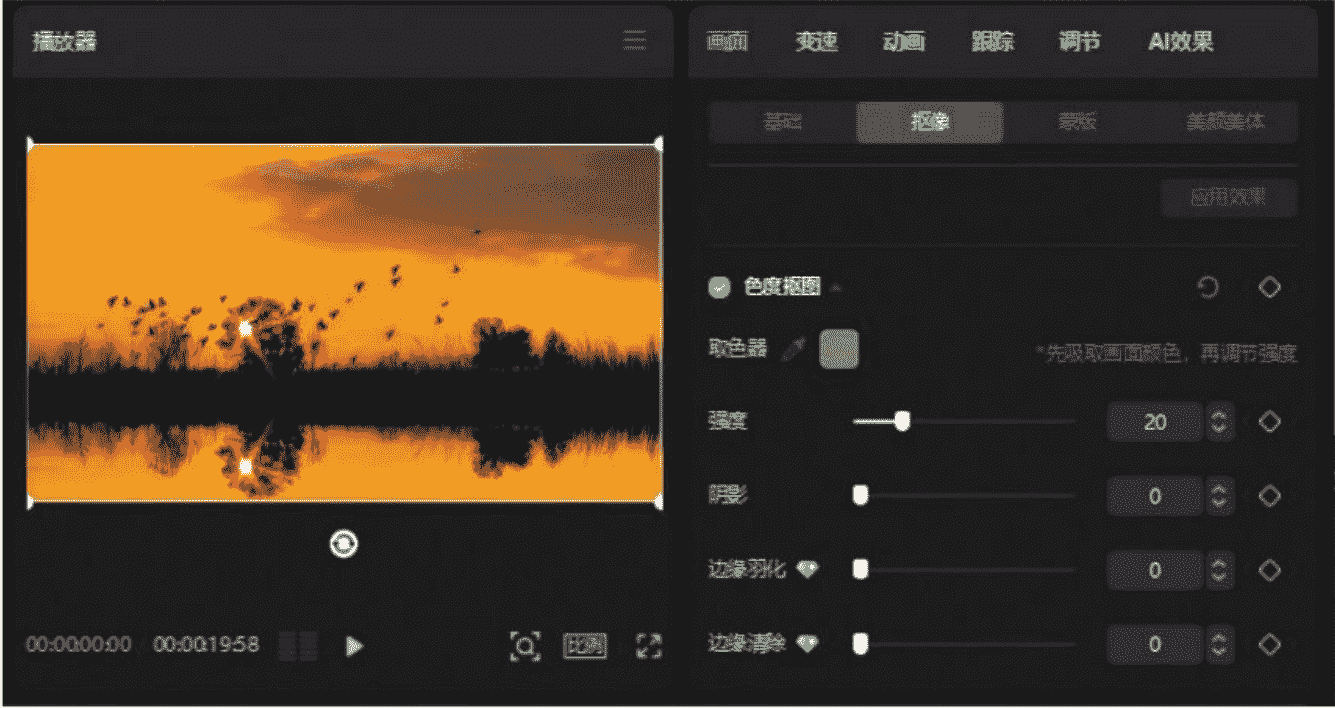 播放器
画面 变速 动画 跟踪 调节 AI效果
基础 抠像 蒙版 美颜美体
应用效果
色度抠图
取色器
*先吸取画面颜色，再调节强度
强度 20
阴影 0
边缘羽化 0
边缘清除 0
00:00:00:00 00:00:19:58 比例